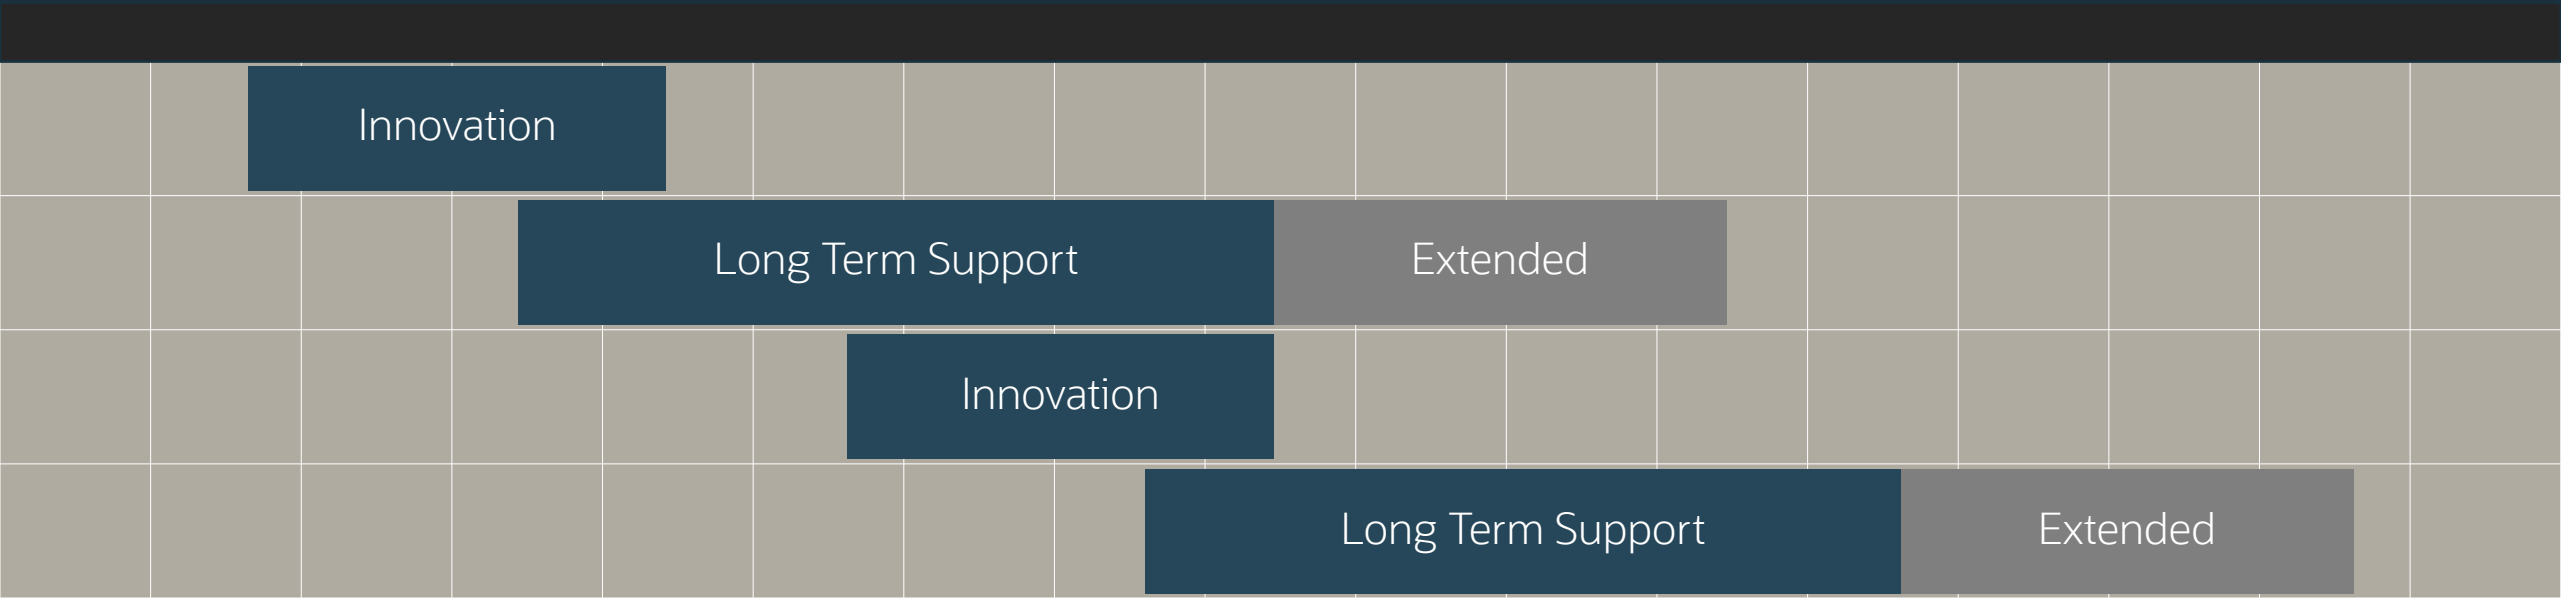 Innovation
Long Term Support Extended
Innovation
Long Term Support Extended